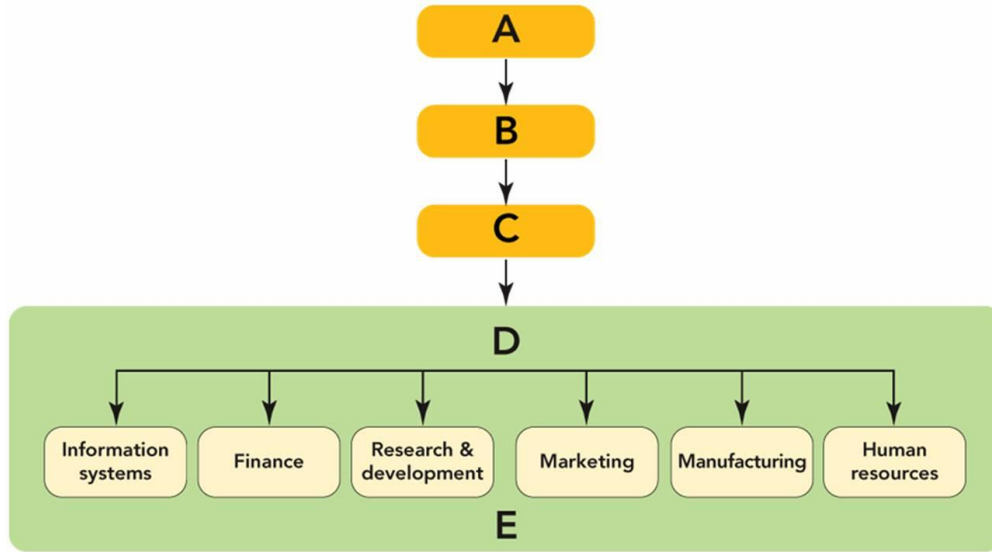 A
B
C
D
Information
systems
Finance
Research &
development
Marketing
Manufacturing
Human
resources
E